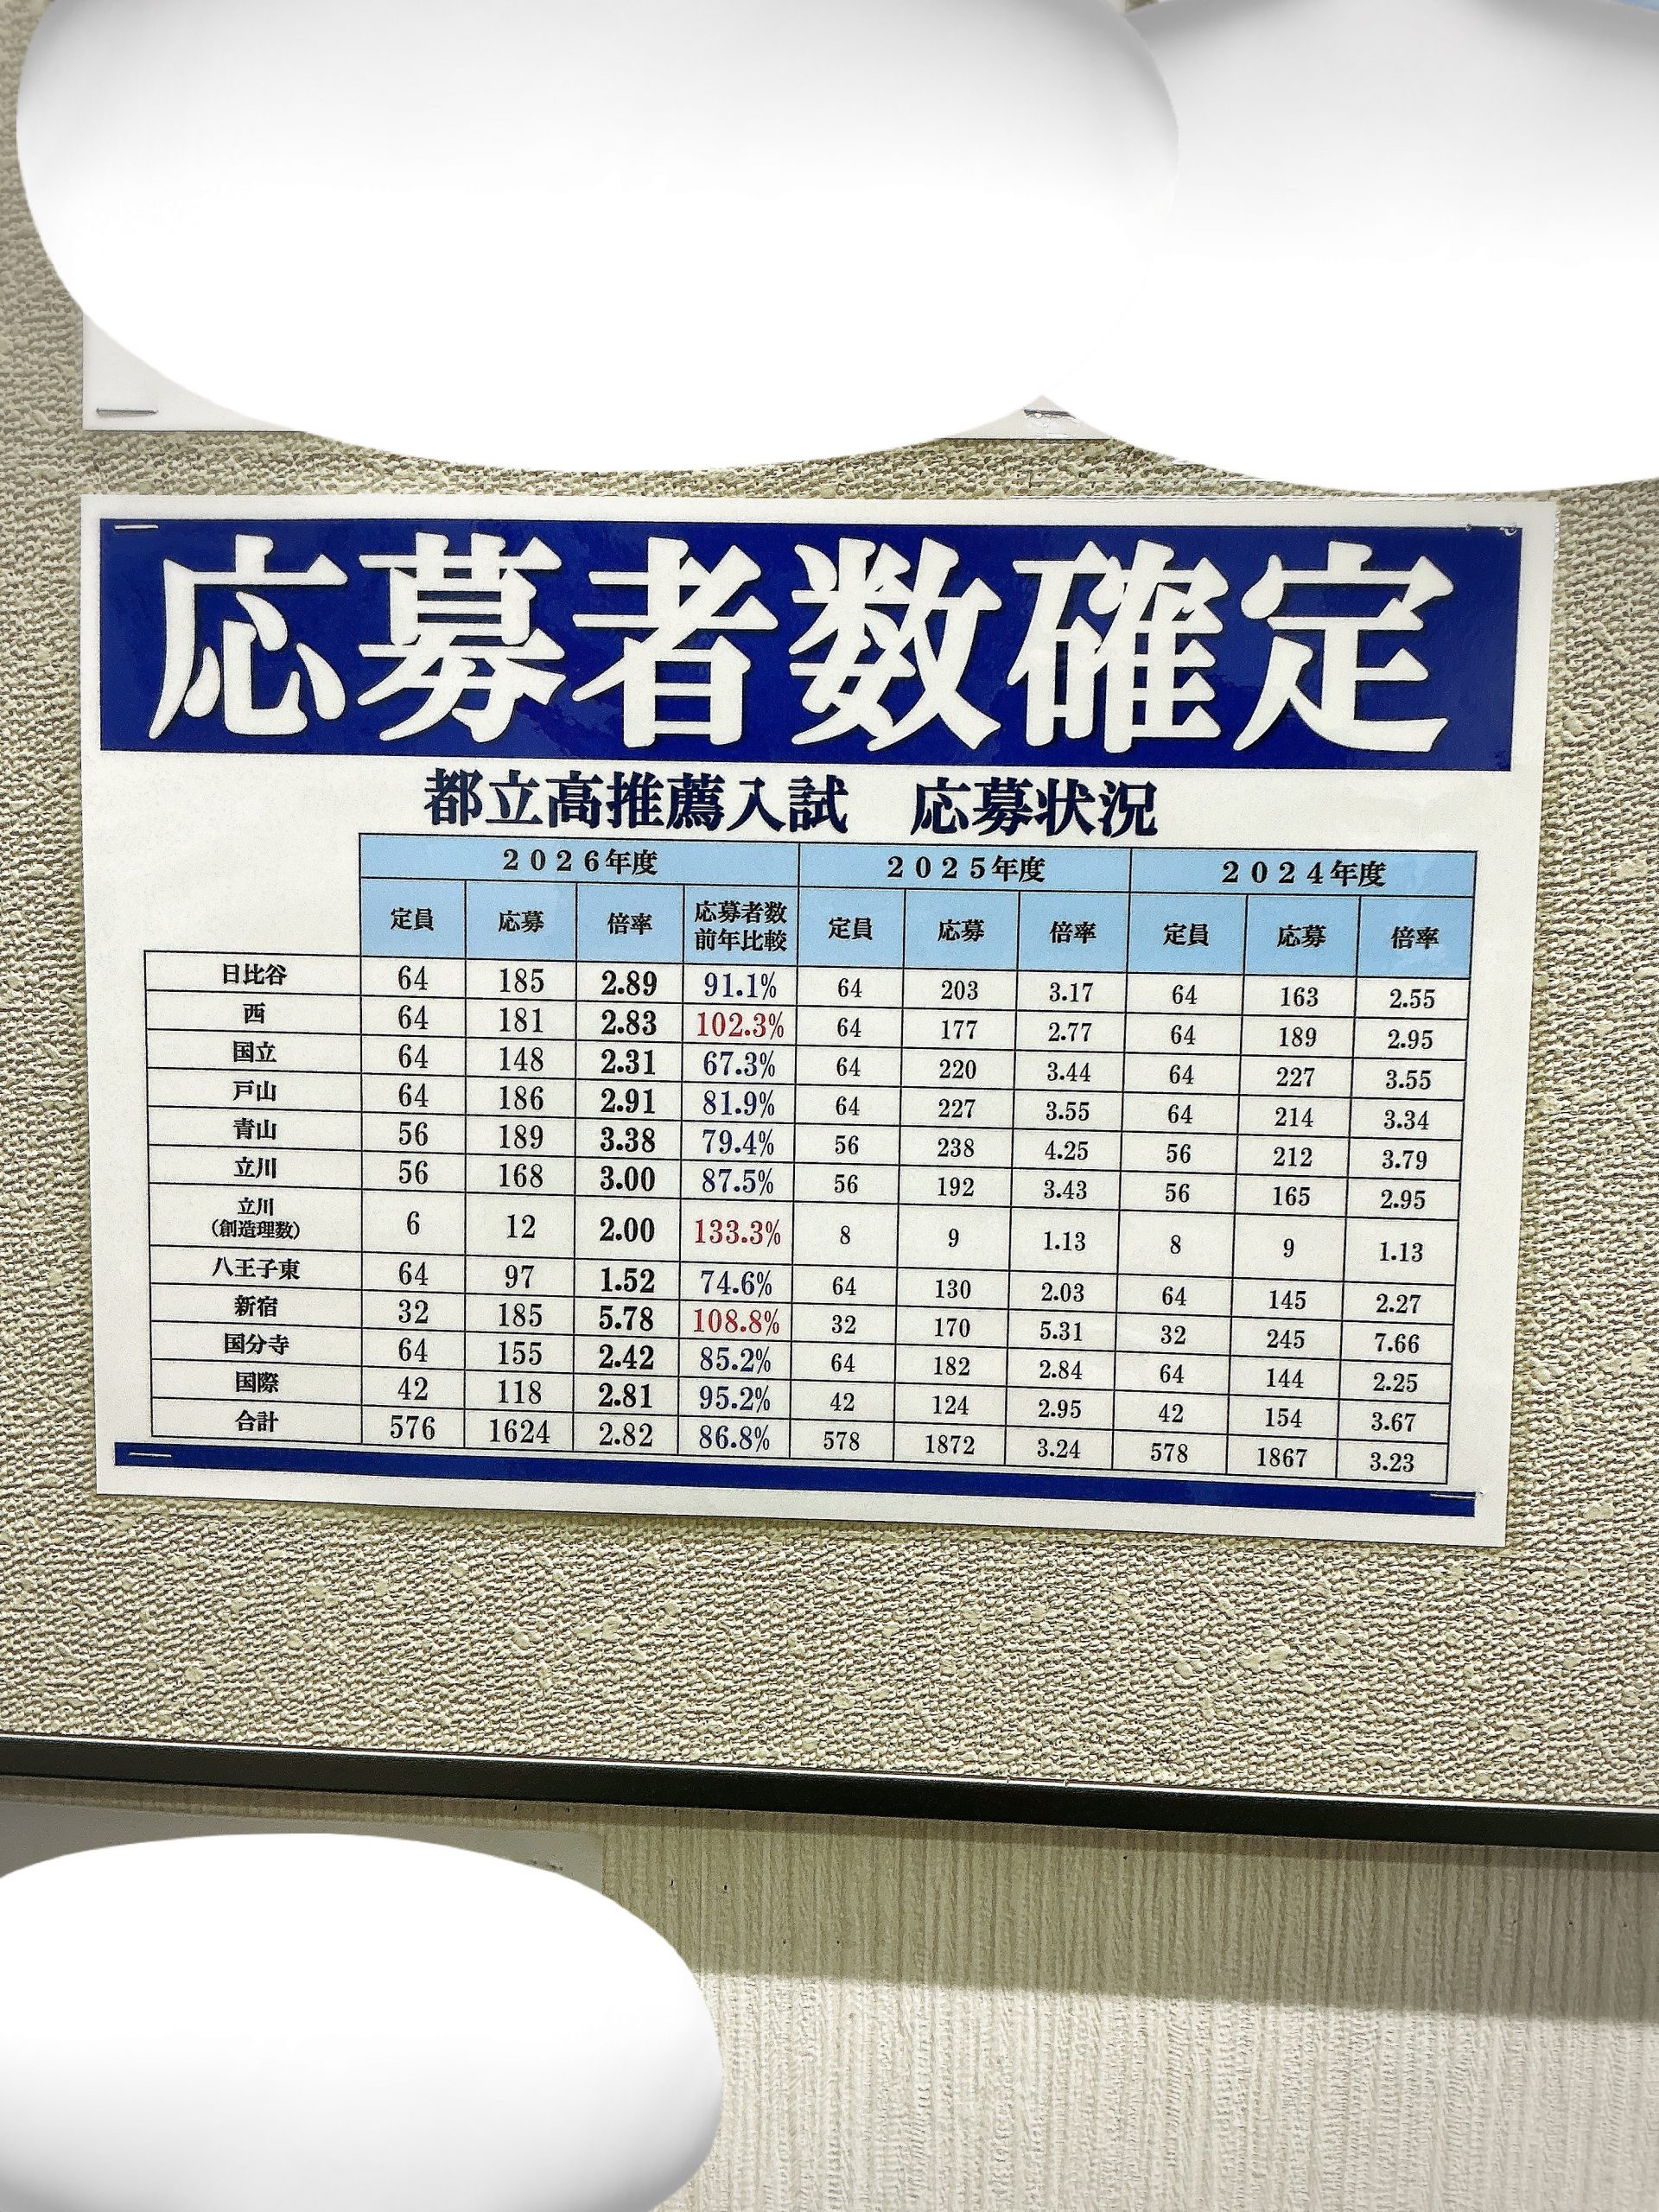 応募者数確定
都立高推薦入試　応募状況
２０２６年度 ２０２５年度 ２０２４年度
定員 応募 倍率 応募者数前年比較 定員 応募 倍率 定員 応募 倍率
日比谷 64 185 2.89 91.1% 64 203 3.17 64 163 2.55
西 64 181 2.83 102.3% 64 177 2.77 64 189 2.95
国立 64 148 2.31 67.3% 64 220 3.44 64 227 3.55
戸山 64 186 2.91 81.9% 64 227 3.55 64 214 3.34
青山 56 189 3.38 79.4% 56 238 4.25 56 212 3.79
立川 56 168 3.00 87.5% 56 192 3.43 56 165 2.95
立川（創造理数） 6 12 2.00 133.3% 8 9 1.13 8 9 1.13
八王子東 64 97 1.52 74.6% 64 130 2.03 64 145 2.27
新宿 32 185 5.78 108.8% 32 170 5.31 32 245 7.66
国分寺 64 155 2.42 85.2% 64 182 2.84 64 144 2.25
国際 42 118 2.81 95.2% 42 124 2.95 42 154 3.67
合計 576 1624 2.82 86.8% 578 1872 3.24 578 1867 3.23